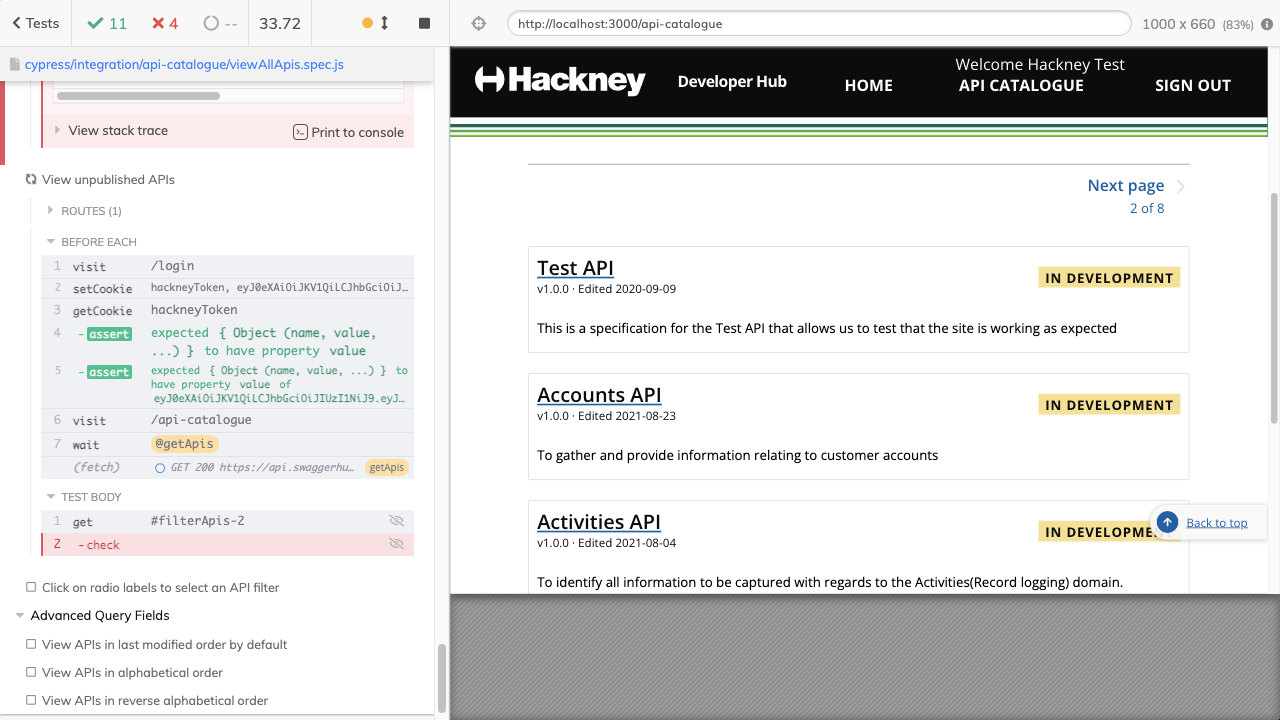 Tests
11
4
--
33.72
http://localhost:3000/api-catalogue
1000 x 660 (83%)
cypress/integration/api-catalogue/viewAllApis.spec.js
View stack trace
Print to console
View unpublished APIs
ROUTES (1)
BEFORE EACH
1 visit /login
2 setCookie hackneyToken, eyJ0eXAiOiJKV1QiLCJhbGciOiJ…
3 getCookie hackneyToken
4 - assert expected { Object (name, value,
...) } to have property value
5 - assert expected { Object (name, value, ...) } to
have property value of
eyJ0eXAiOiJKV1QiLCJhbGciOiJIUzI1NiJ9.eyJ…
6 visit /api-catalogue
7 wait @getApis
(fetch) GET 200 https://api.swaggerhu… getApis
TEST BODY
1 get #filterApis-2
2 - check
Click on radio labels to select an API filter
Advanced Query Fields
View APIs in last modified order by default
View APIs in alphabetical order
View APIs in reverse alphabetical order
Hackney
Developer Hub
HOME
Welcome Hackney Test
API CATALOGUE
SIGN OUT
Next page
2 of 8
Test API
IN DEVELOPMENT
v1.0.0 · Edited 2020-09-09
This is a specification for the Test API that allows us to test that the site is working as expected
Accounts API
IN DEVELOPMENT
v1.0.0 · Edited 2021-08-23
To gather and provide information relating to customer accounts
Activities API
IN DEVELOPMENT
v1.0.0 · Edited 2021-08-04
Back to top
To identify all information to be captured with regards to the Activities(Record logging) domain.